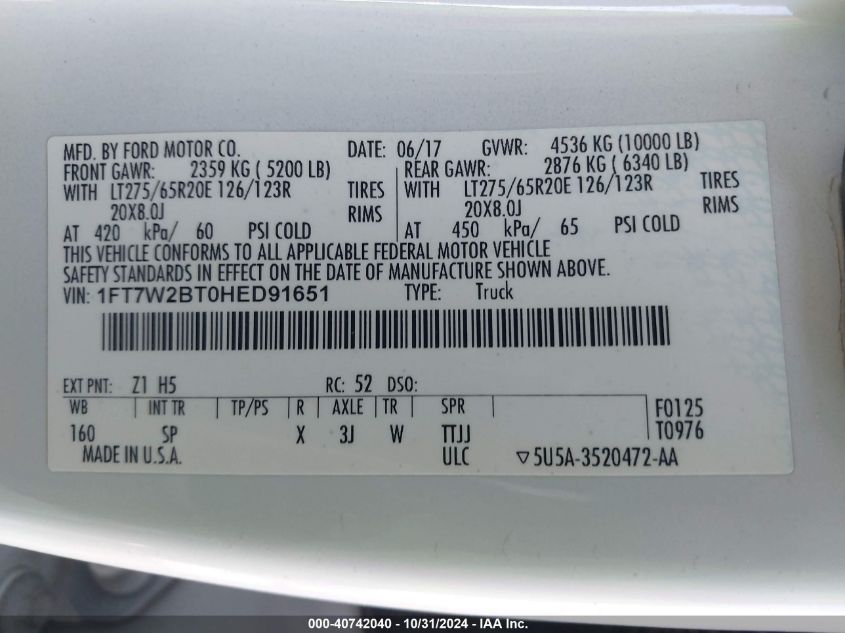 MFD. BY FORD MOTOR CO. DATE: 06/17 GVWR: 4536 KG (10000 LB)
FRONT GAWR: 2359 KG ( 5200 LB) REAR GAWR: 2876 KG ( 6340 LB)
WITH LT275/65R20E 126/123R TIRES WITH LT275/65R20E 126/123R TIRES
20X8.0J RIMS 20X8.0J RIMS
AT 420 kPa/ 60 PSI COLD AT 450 kPa/ 65 PSI COLD
THIS VEHICLE CONFORMS TO ALL APPLICABLE FEDERAL MOTOR VEHICLE
SAFETY STANDARDS IN EFFECT ON THE DATE OF MANUFACTURE SHOWN ABOVE.
VIN: 1FT7W2BT0HED91651 TYPE: Truck
EXT PNT: Z1 H5 RC: 52 DSO:
WB INT TR TP/PS R AXLE TR SPR F0125
160 SP X 3J W TTJJ T0976
MADE IN U.S.A. ULC ▽5U5A-3520472-AA
000-40742040 - 10/31/2024 - IAA Inc.